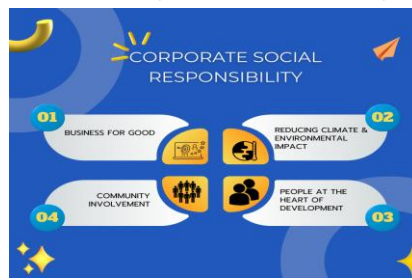 CORPORATE SOCIAL
RESPONSIBILITY
01
BUSINESS FOR GOOD
02
REDUCING CLIMATE &
ENVIRONMENTAL
IMPACT
03
PEOPLE AT THE
HEART OF
DEVELOPMENT
04
COMMUNITY
INVOLVEMENT